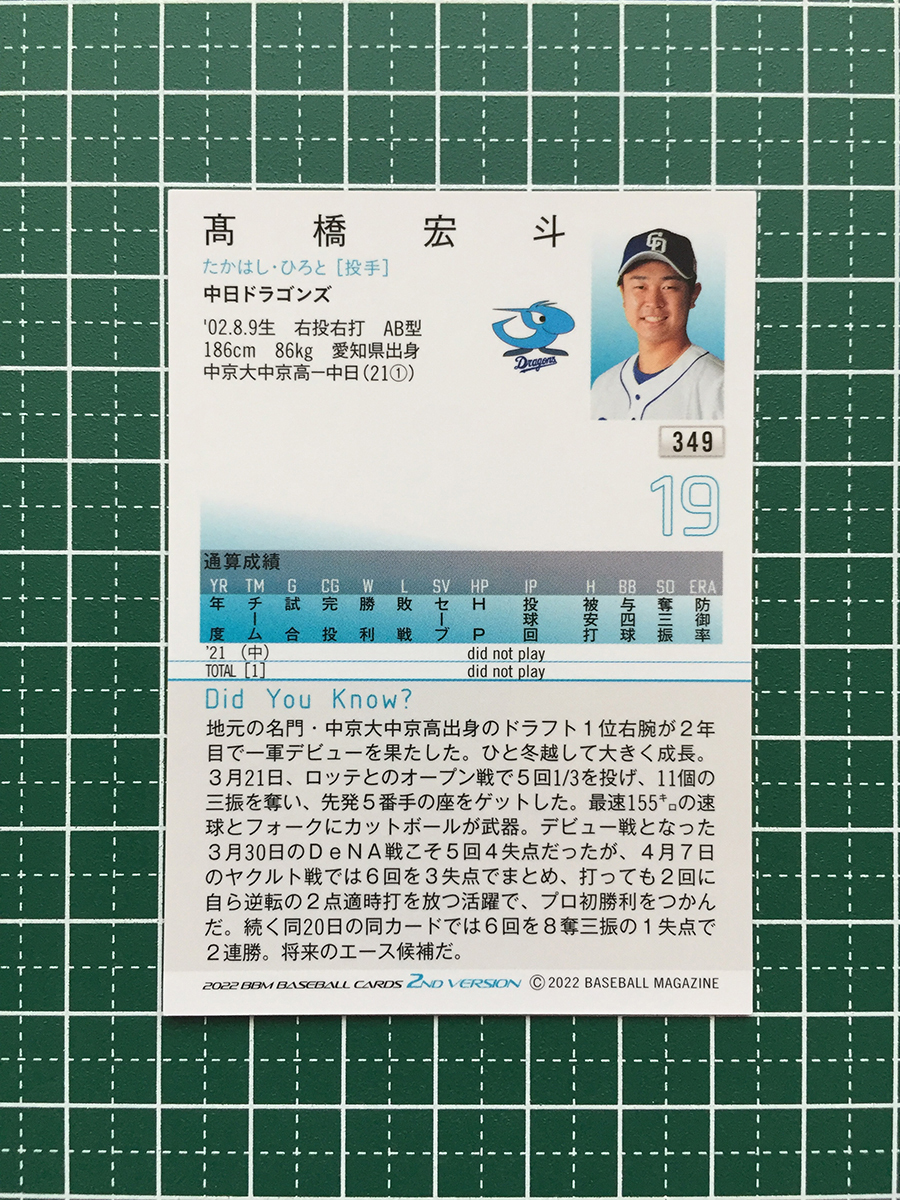 髙橋宏斗
たかはし・ひろと［投手］
中日ドラゴンズ
'02.8.9生　右投右打　AB型
186cm　86kg　愛知県出身
中京大中京高ー中日(21①)
CD
Dragons
349
19
通算成績
YR TM G CG W L SV HP IP H BB SO ERA
年度 チーム 試合 完投 勝利 敗戦 セーブ HP 投球回 被安打 与四球 奪三振 防御率
'21 (中) did not play
TOTAL [1] did not play
Did You Know?
地元の名門・中京大中京高出身のドラフト１位右腕が２年
目で一軍デビューを果たした。ひと冬越して大きく成長。
３月21日、ロッテとのオープン戦で５回1/3を投げ、11個の
三振を奪い、先発５番手の座をゲットした。最速155㌔の速
球とフォークにカットボールが武器。デビュー戦となった
３月30日のＤｅＮＡ戦こそ５回４失点だったが、４月７日
のヤクルト戦では６回を３失点でまとめ、打っても２回に
自ら逆転の２点適時打を放つ活躍で、プロ初勝利をつかん
だ。続く同20日の同カードでは６回を８奪三振の１失点で
２連勝。将来のエース候補だ。
2022 BBM BASEBALL CARDS 2ND VERSION ©2022 BASEBALL MAGAZINE